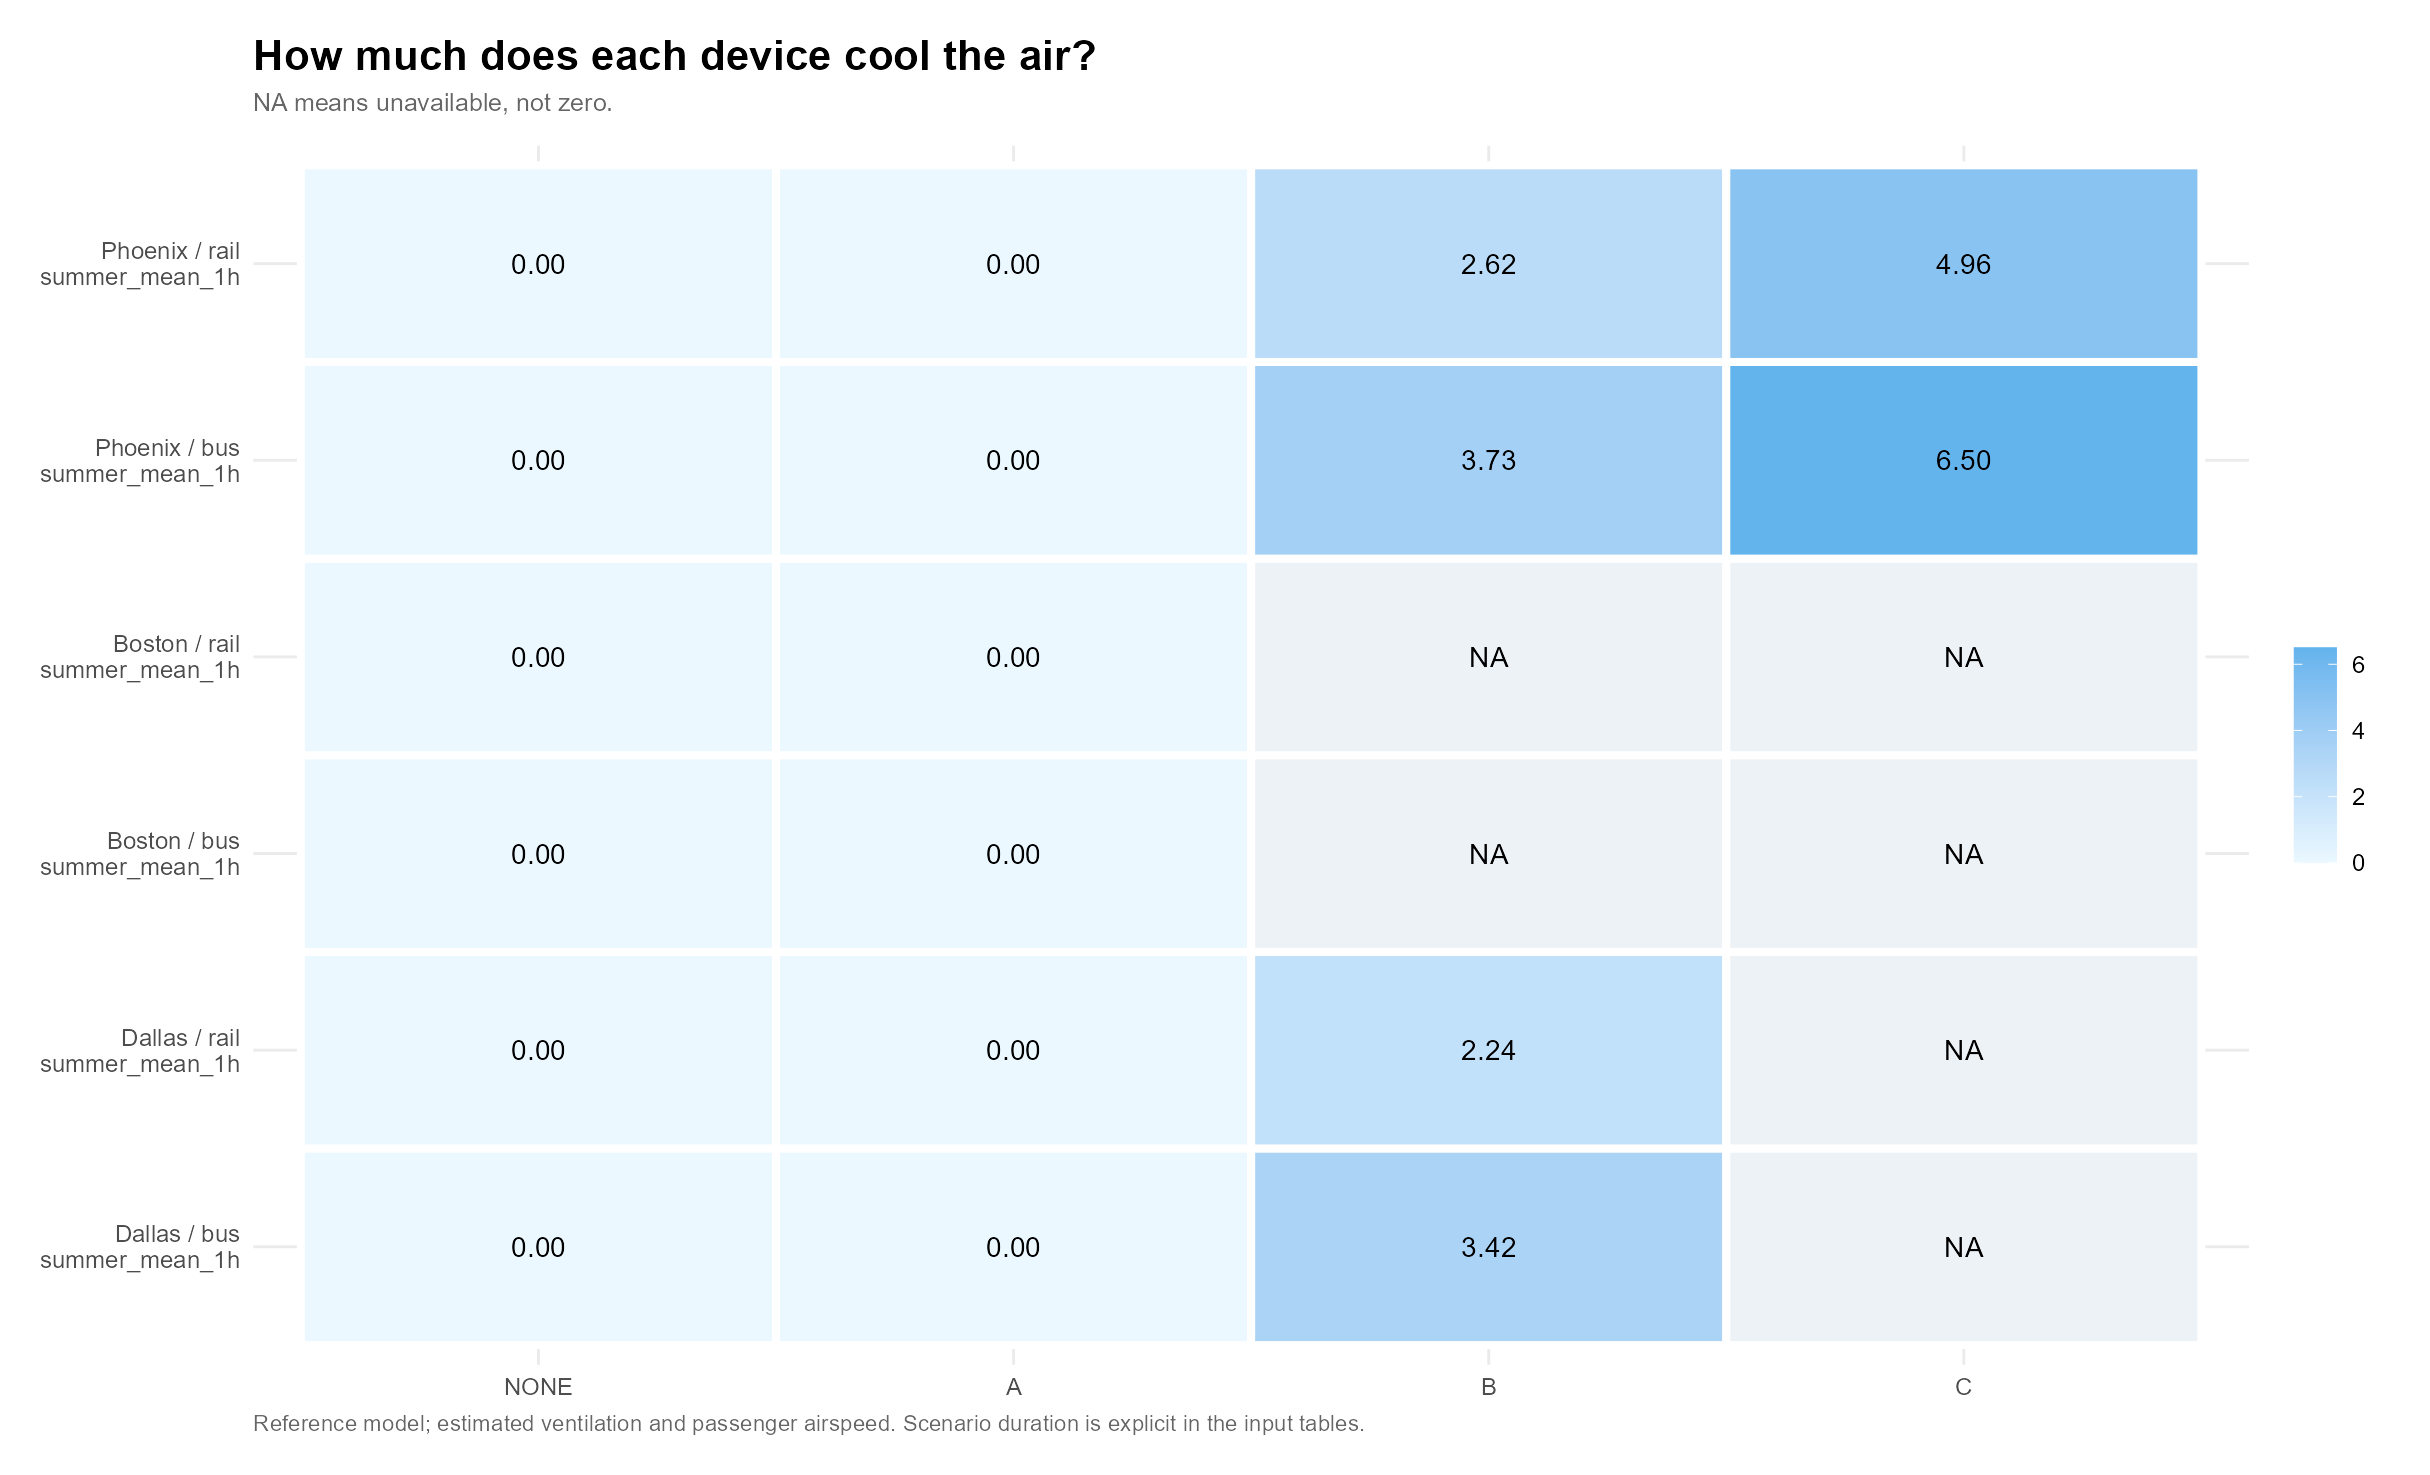 How much does each device cool the air?
NA means unavailable, not zero.
Phoenix / rail
summer_mean_1h
0.00
0.00
2.62
4.96
Phoenix / bus
summer_mean_1h
0.00
0.00
3.73
6.50
Boston / rail
summer_mean_1h
0.00
0.00
NA
NA
Boston / bus
summer_mean_1h
0.00
0.00
NA
NA
Dallas / rail
summer_mean_1h
0.00
0.00
2.24
NA
Dallas / bus
summer_mean_1h
0.00
0.00
3.42
NA
6
4
2
0
NONE
A
B
C
Reference model; estimated ventilation and passenger airspeed. Scenario duration is explicit in the input tables.